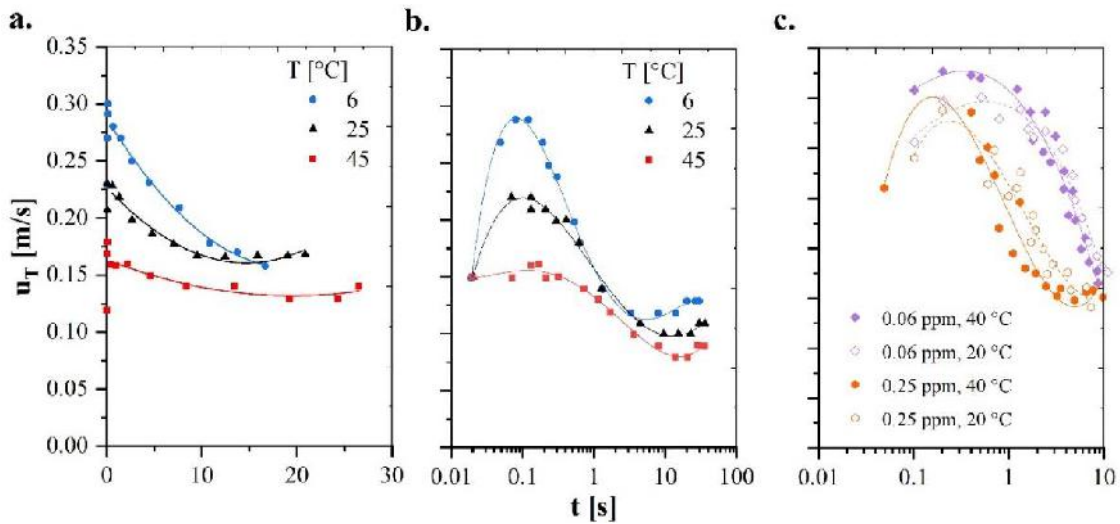 a.
b.
c.
0.35
0.30
0.25
0.20
0.15
0.10
0.05
0.00
u_T [m/s]
T [°C]
6
25
45
T [°C]
6
25
45
0.06 ppm, 40 °C
0.06 ppm, 20 °C
0.25 ppm, 40 °C
0.25 ppm, 20 °C
0 10 20 30
0.01 0.1 1 10 100
0.01 0.1 1 10
t [s]